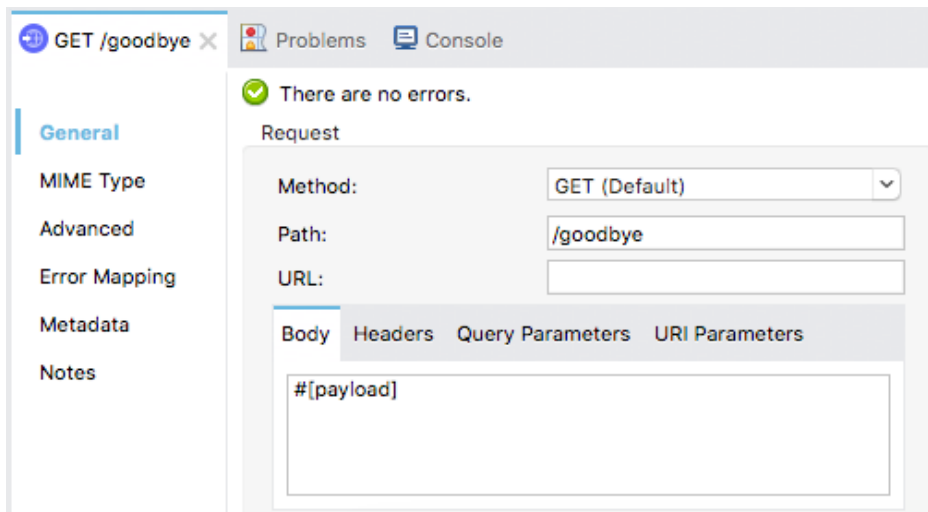 GET /goodbye Problems Console
There are no errors.
General
Request
MIME Type
Method: GET (Default)
Advanced
Path: /goodbye
Error Mapping
URL:
Metadata
Body Headers Query Parameters URI Parameters
Notes
#[payload]